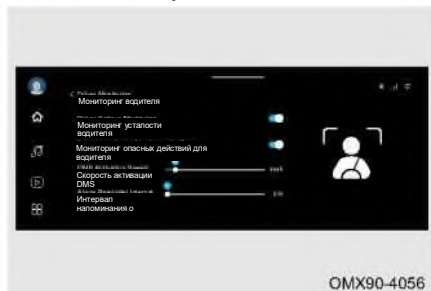 Мониторинг водителя
Мониторинг усталости
водителя
Мониторинг опасных действий для
водителя
Скорость активации
DMS
Интервал
напоминания о
OMX90-4056